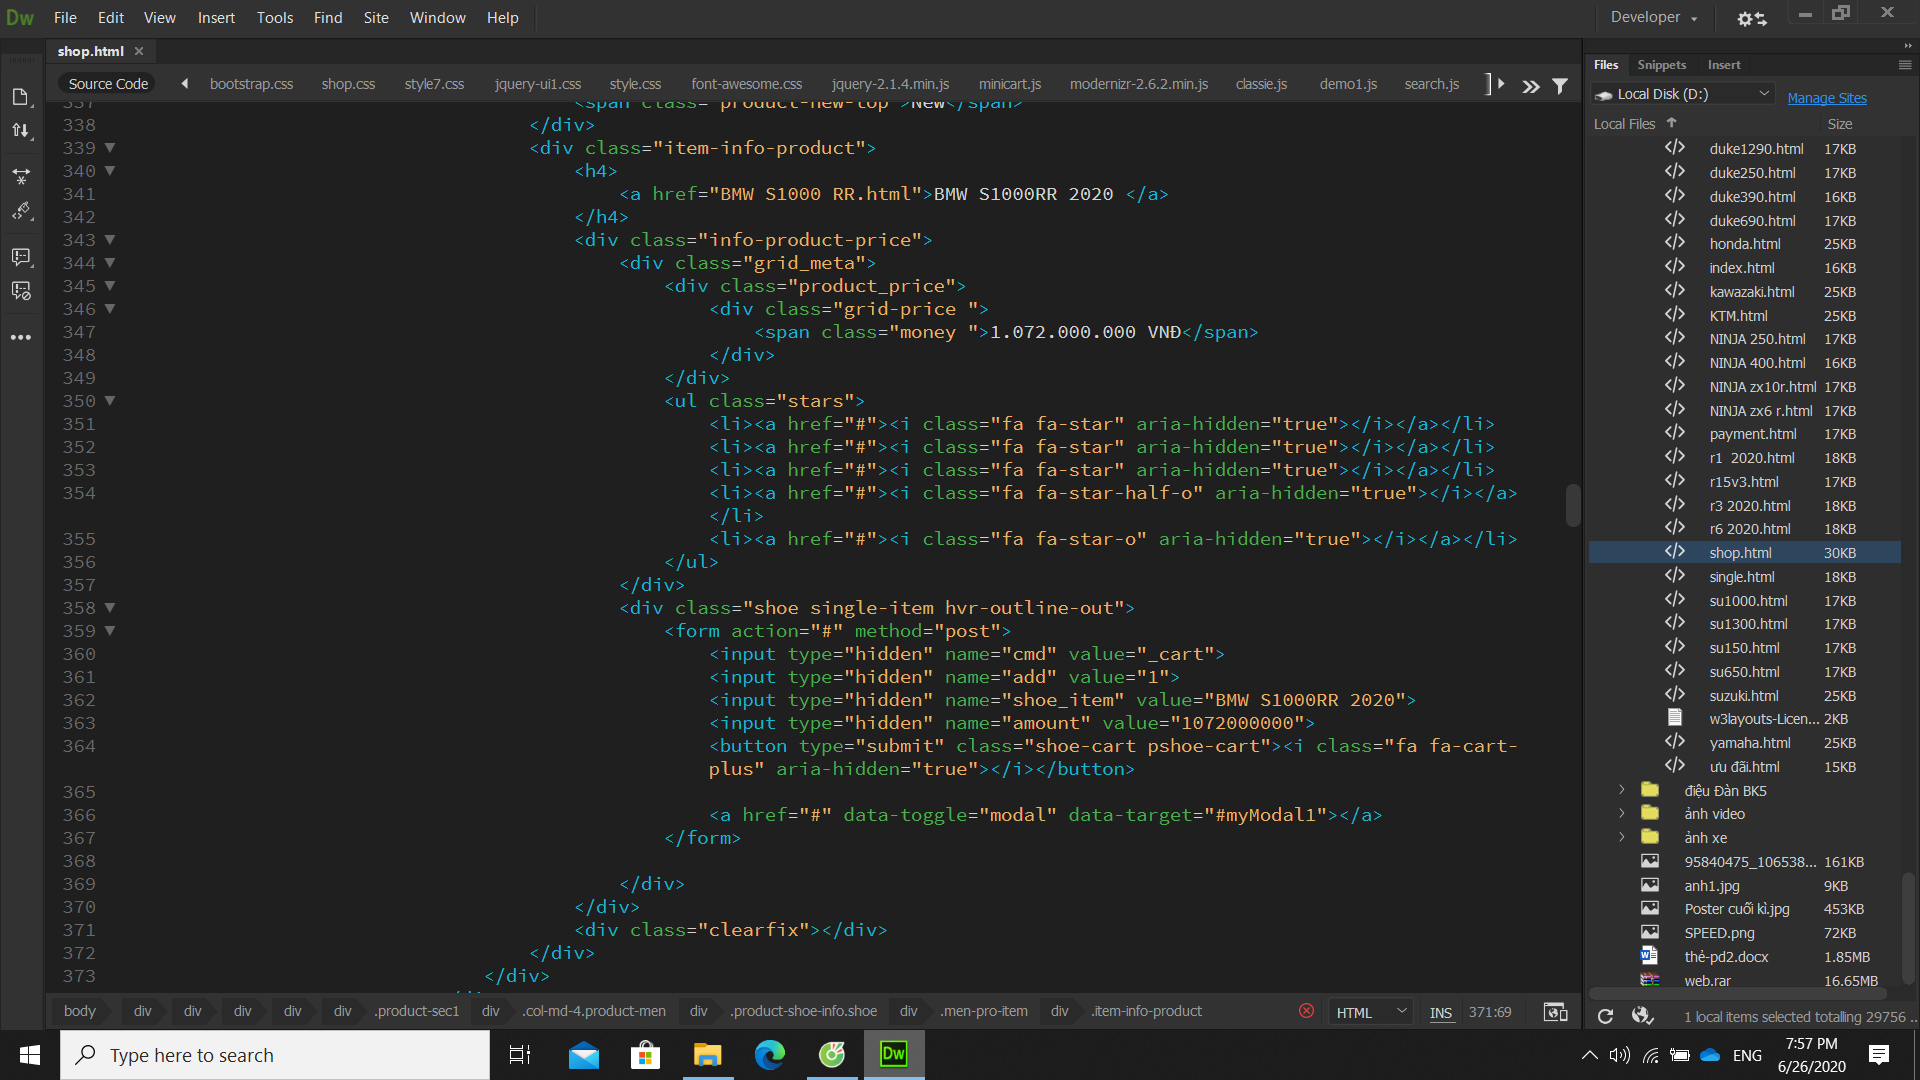 Dw File Edit View Insert Tools Find Site Window Help Developer
shop.html
Source Code bootstrap.css shop.css style7.css jquery-ui1.css style.css font-awesome.css jquery-2.1.4.min.js minicart.js modernizr-2.6.2.min.js classie.js demo1.js search.js
337 <span class="product-new-top">New</span>
338 </div>
339 <div class="item-info-product">
340 <h4>
341 <a href="BMW S1000 RR.html">BMW S1000RR 2020 </a>
342 </h4>
343 <div class="info-product-price">
344 <div class="grid_meta">
345 <div class="product_price">
346 <div class="grid-price ">
347 <span class="money ">1.072.000.000 VNĐ</span>
348 </div>
349 </div>
350 <ul class="stars">
351 <li><a href="#"><i class="fa fa-star" aria-hidden="true"></i></a></li>
352 <li><a href="#"><i class="fa fa-star" aria-hidden="true"></i></a></li>
353 <li><a href="#"><i class="fa fa-star" aria-hidden="true"></i></a></li>
354 <li><a href="#"><i class="fa fa-star-half-o" aria-hidden="true"></i></a>
</li>
355 <li><a href="#"><i class="fa fa-star-o" aria-hidden="true"></i></a></li>
356 </ul>
357 </div>
358 <div class="shoe single-item hvr-outline-out">
359 <form action="#" method="post">
360 <input type="hidden" name="cmd" value="_cart">
361 <input type="hidden" name="add" value="1">
362 <input type="hidden" name="shoe_item" value="BMW S1000RR 2020">
363 <input type="hidden" name="amount" value="1072000000">
364 <button type="submit" class="shoe-cart pshoe-cart"><i class="fa fa-cart-
plus" aria-hidden="true"></i></button>
365
366 <a href="#" data-toggle="modal" data-target="#myModal1"></a>
367 </form>
368
369 </div>
370 </div>
371 <div class="clearfix"></div>
372 </div>
373 </div>
body div div div div div .product-sec1 div .col-md-4.product-men div .product-shoe-info.shoe div .men-pro-item div .item-info-product HTML INS 371:69
Files Snippets Insert
Local Disk (D:) Manage Sites
Local Files Size
duke1290.html 17KB
duke250.html 17KB
duke390.html 16KB
duke690.html 17KB
honda.html 25KB
index.html 16KB
kawazaki.html 25KB
KTM.html 25KB
NINJA 250.html 17KB
NINJA 400.html 16KB
NINJA zx10r.html 17KB
NINJA zx6 r.html 17KB
payment.html 17KB
r1 2020.html 18KB
r15v3.html 17KB
r3 2020.html 18KB
r6 2020.html 18KB
shop.html 30KB
single.html 18KB
su1000.html 17KB
su1300.html 17KB
su150.html 17KB
su650.html 17KB
suzuki.html 25KB
w3layouts-Licen... 2KB
yamaha.html 25KB
ưu đãi.html 15KB
điệu Đàn BK5
ảnh video
ảnh xe
95840475_106538... 161KB
anh1.jpg 9KB
Poster cuối kì.jpg 453KB
SPEED.png 72KB
thẻ-pd2.docx 1.85MB
web.rar 16.65MB
1 local items selected totalling 29756 ..
Type here to search
Dw
ENG
7:57 PM
6/26/2020